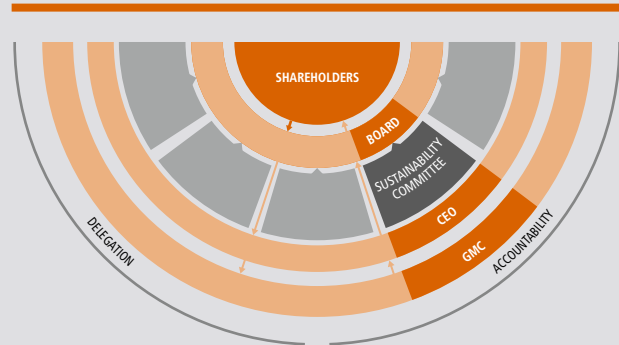 SHAREHOLDERS
BOARD
SUSTAINABILITY
COMMITTEE
CEO
GMC
DELEGATION
ACCOUNTABILITY